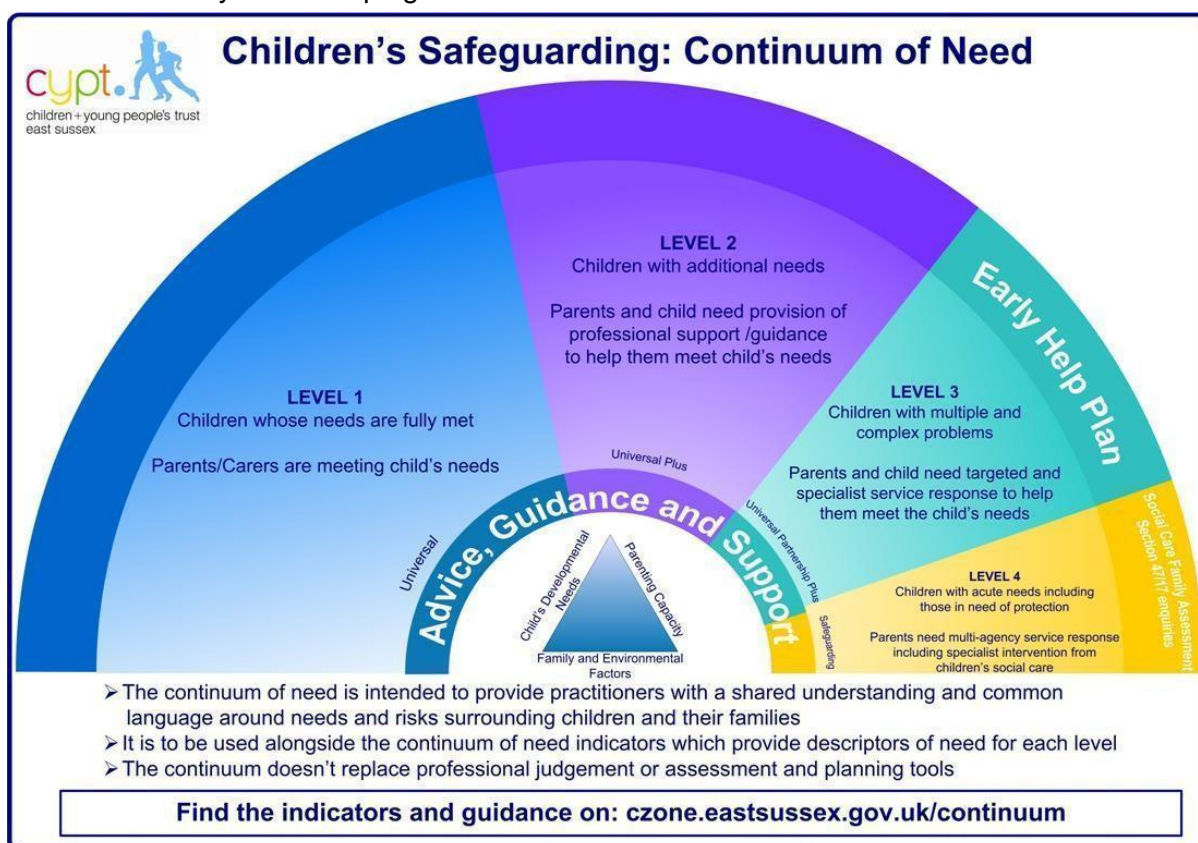 Children's Safeguarding: Continuum of Need
cypt.
children+young people's trust
east sussex
LEVEL 1
Children whose needs are fully met
Parents/Carers are meeting child's needs
LEVEL 2
Children with additional needs
Parents and child need provision of
professional support /guidance
to help them meet child's needs
LEVEL 3
Children with multiple and
complex problems
Parents and child need targeted and
specialist service response to help
them meet the child's needs
LEVEL 4
Children with acute needs including
those in need of protection
Parents need multi-agency service response
including specialist intervention from
children's social care
Early Help Plan
Social Care Family Assessment
Section 47/17 enquiries
Universal
Universal Plus
Universal Partnership Plus
Safeguarding
Advice, Guidance and Support
Child's Developmental
Needs
Parenting Capacity
Family and Environmental
Factors
➢ The continuum of need is intended to provide practitioners with a shared understanding and common
language around needs and risks surrounding children and their families
➢ It is to be used alongside the continuum of need indicators which provide descriptors of need for each level
➢ The continuum doesn't replace professional judgement or assessment and planning tools
Find the indicators and guidance on: czone.eastsussex.gov.uk/continuum